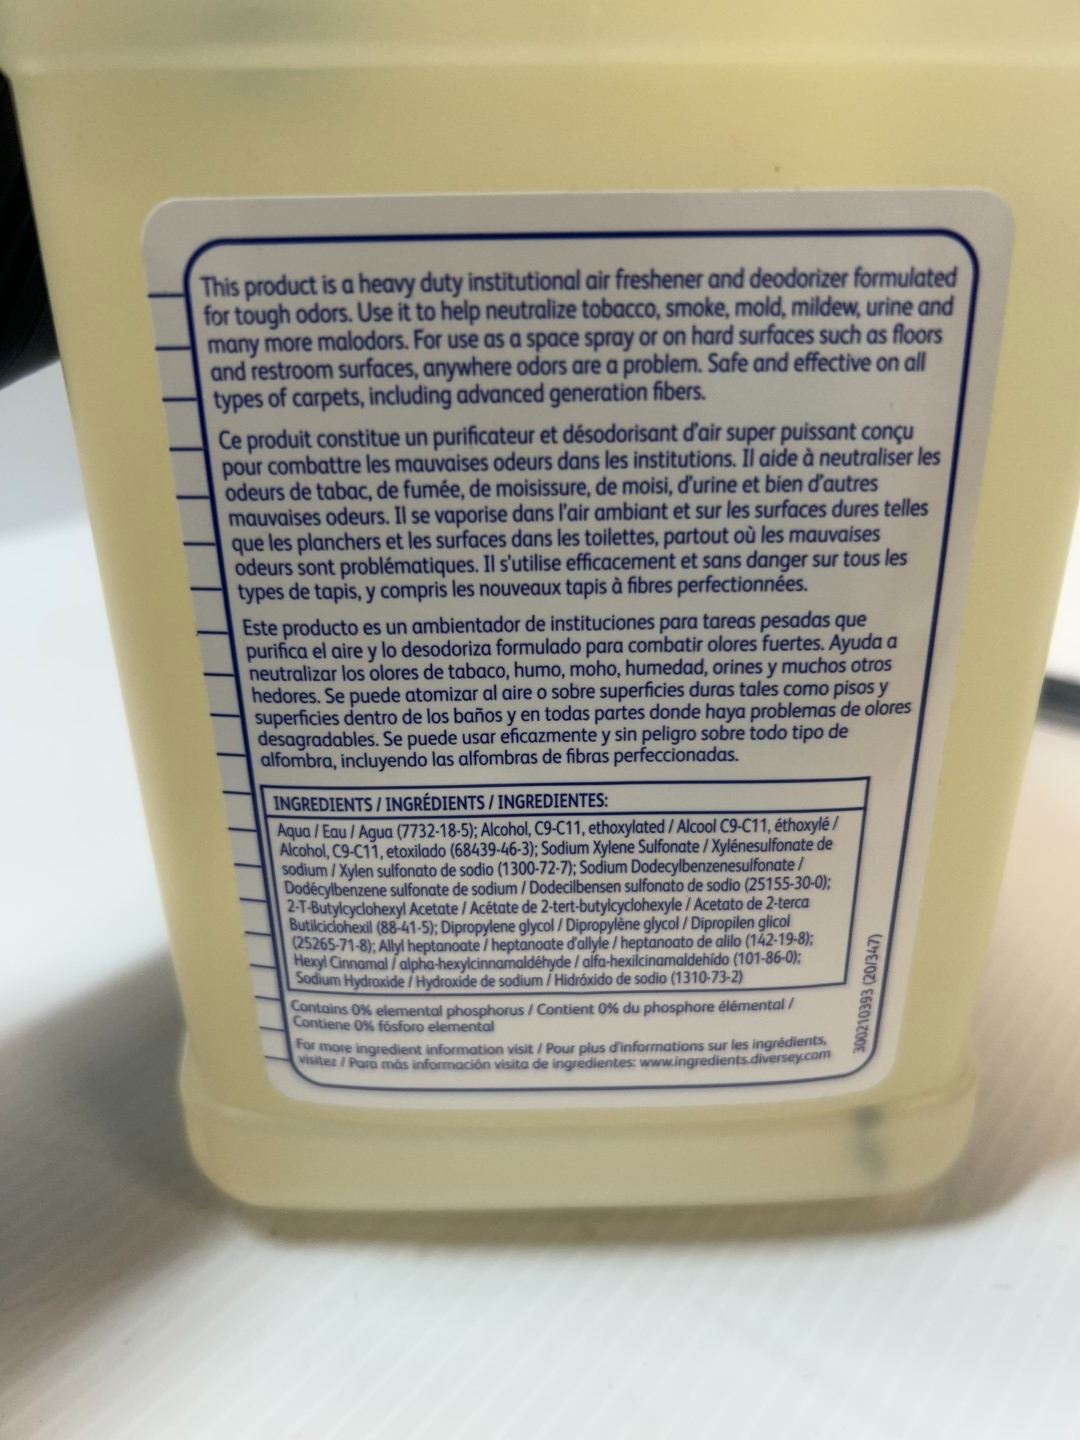 This product is a heavy duty institutional air freshener and deodorizer formulated
for tough odors. Use it to help neutralize tobacco, smoke, mold, mildew, urine and
many more malodors. For use as a space spray or on hard surfaces such as floors
and restroom surfaces, anywhere odors are a problem. Safe and effective on all
types of carpets, including advanced generation fibers.
Ce produit constitue un purificateur et désodorisant d'air super puissant conçu
pour combattre les mauvaises odeurs dans les institutions. Il aide à neutraliser les
odeurs de tabac, de fumée, de moisissure, de moisi, d'urine et bien d'autres
mauvaises odeurs. Il se vaporise dans l'air ambiant et sur les surfaces dures telles
que les planchers et les surfaces dans les toilettes, partout où les mauvaises
odeurs sont problématiques. Il s'utilise efficacement et sans danger sur tous les
types de tapis, y compris les nouveaux tapis à fibres perfectionnées.
Este producto es un ambientador de instituciones para tareas pesadas que
purifica el aire y lo desodoriza formulado para combatir olores fuertes. Ayuda a
neutralizar los olores de tabaco, humo, moho, humedad, orines y muchos otros
hedores. Se puede atomizar al aire o sobre superficies duras tales como pisos y
superficies dentro de los baños y en todas partes donde haya problemas de olores
desagradables. Se puede usar eficazmente y sin peligro sobre todo tipo de
alfombra, incluyendo las alfombras de fibras perfeccionadas.
INGREDIENTS / INGRÉDIENTS / INGREDIENTES:
Aqua / Eau / Agua (7732-18-5); Alcohol, C9-C11, ethoxylated / Alcool C9-C11, éthoxylé /
Alcohol, C9-C11, etoxilado (68439-46-3); Sodium Xylene Sulfonate / Xylénesulfonate de
sodium / Xylen sulfonato de sodio (1300-72-7); Sodium Dodecylbenzenesulfonate /
Dodécylbenzene sulfonate de sodium / Dodecilbensen sulfonato de sodio (25155-30-0);
2-T-Butylcyclohexyl Acetate / Acétate de 2-tert-butylcyclohexyle / Acetato de 2-terca
Butilciclohexil (88-41-5); Dipropylene glycol / Dipropylène glycol / Dipropilen glicol
(25265-71-8); Allyl heptanoate / heptanoate d'allyle / heptanoato de alilo (142-19-8);
Hexyl Cinnamal / alpha-hexylcinnamaldéhyde / alfa-hexilcinamaldehído (101-86-0);
Sodium Hydroxide / Hydroxide de sodium / Hidróxido de sodio (1310-73-2)
Contains 0% elemental phosphorus / Contient 0% du phosphore élémental /
Contiene 0% fósforo elemental
For more ingredient information visit / Pour plus d'informations sur les ingrédients,
visitez / Para más información visita de ingredientes: www.ingredients.diversey.com
300210393 (20/347)